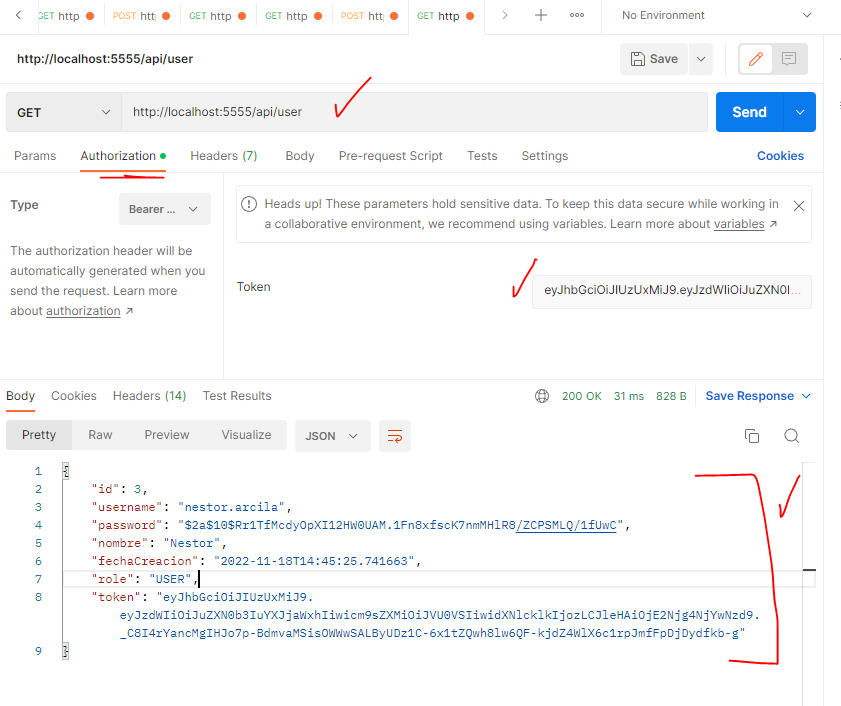 GET http
POST htt
GET http
GET http
POST htt
GET http
No Environment
http://localhost:5555/api/user
Save
GET
http://localhost:5555/api/user
Send
Params
Authorization
Headers (7)
Body
Pre-request Script
Tests
Settings
Cookies
Type
Bearer ...
The authorization header will be
automatically generated when you
send the request. Learn more
about authorization ↗
Heads up! These parameters hold sensitive data. To keep this data secure while working in
a collaborative environment, we recommend using variables. Learn more about variables ↗
Token
eyJhbGciOiJIUzUxMiJ9.eyJzdWIiOiJuZXN0I...
Body
Cookies
Headers (14)
Test Results
200 OK
31 ms
828 B
Save Response
Pretty
Raw
Preview
Visualize
JSON
1 {
2 "id": 3,
3 "username": "nestor.arcila",
4 "password": "$2a$10$Rr1TfMcdyOpXI12HW0UAM.1Fn8xfscK7nmMHlR8/ZCPSMLQ/1fUwC",
5 "nombre": "Nestor",
6 "fechaCreacion": "2022-11-18T14:45:25.741663",
7 "role": "USER",
8 "token": "eyJhbGciOiJIUzUxMiJ9.
eyJzdWIiOiJuZXN0b3IuYXJjaWxhIiwicm9sZXMiOiJVU0VSIiwidXNlcklkIjozLCJleHAiOjE2Njg4NjYwNzd9.
_C8I4rYancMgIHJo7p-BdmvaMSisOWWwSALByUDz1C-6x1tZQwh8lw6QF-kjdZ4WlX6c1rpJmfFpDjDydfkb-g"
9 }